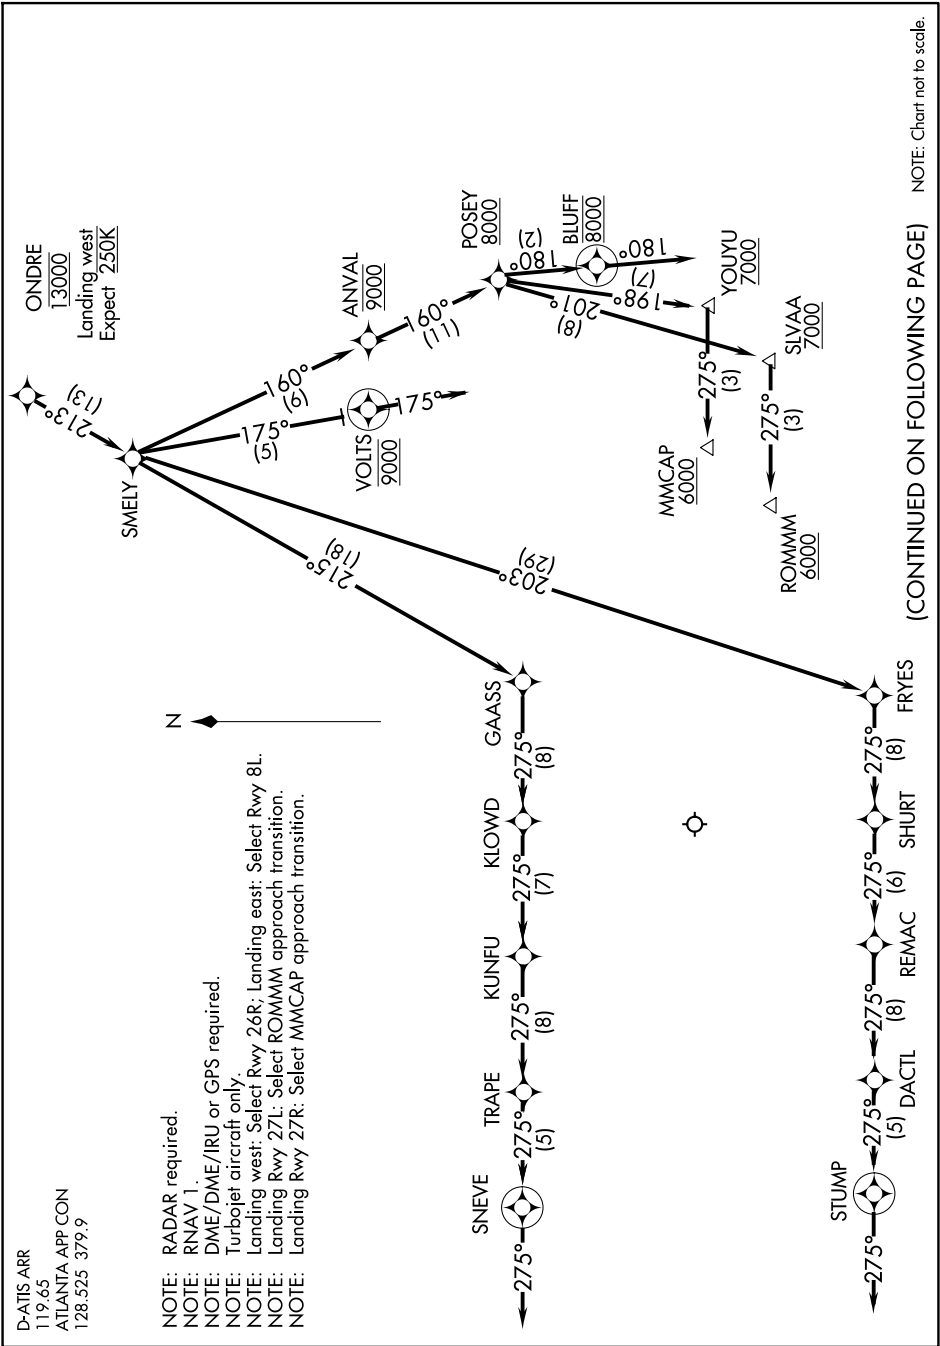 D-ATIS ARR
119.65
ATLANTA APP CON
128.525 379.9
NOTE: RADAR required.
NOTE: RNAV 1.
NOTE: DME/DME/IRU or GPS required.
NOTE: Turbojet aircraft only.
NOTE: Landing west: Select Rwy 26R; Landing east: Select Rwy 8L.
NOTE: Landing Rwy 27L: Select ROMMM approach transition.
NOTE: Landing Rwy 27R: Select MMCAP approach transition.
N
ONDRE
13000
Landing west
Expect 250K
213°
(13)
SMELY
160°
(6)
ANVAL
9000
160°
(11)
POSEY
8000
175°
(5)
VOLTS
9000
175°
180°
(2)
BLUFF
8000
180°
198°
(7)
YOUYU
7000
201°
(8)
SLVAA
7000
275°
(3)
MMCAP
6000
275°
(3)
ROMMM
6000
215°
(18)
203°
(29)
GAASS
275°
(8)
KLOWD
275°
(7)
KUNFU
275°
(8)
TRAPE
275°
(5)
SNEVE
275°
FRYES
275°
(8)
SHURT
275°
(6)
REMAC
275°
(8)
DACTL
275°
(5)
STUMP
275°
(CONTINUED ON FOLLOWING PAGE)
NOTE: Chart not to scale.